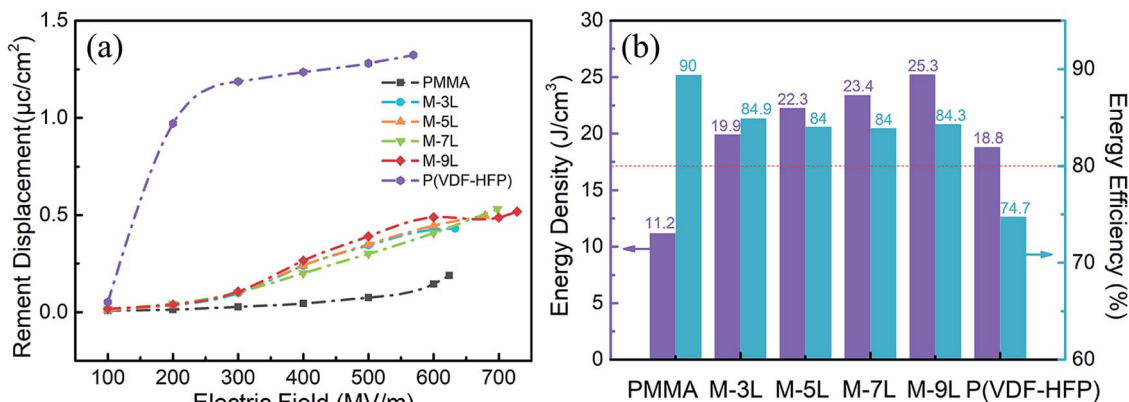 (a)
Rement Displacement(μc/cm²)
1.5
1.0
0.5
0.0
PMMA
M-3L
M-5L
M-7L
M-9L
P(VDF-HFP)
100 200 300 400 500 600 700
Electric Field (MV/m)
(b)
Energy Density (J/cm³)
30
25
20
15
10
5
0
11.2 90
19.9 84.9
22.3 84
23.4 84
25.3 84.3
18.8 74.7
90
80
70
60
Energy Efficiency (%)
PMMA M-3L M-5L M-7L M-9L P(VDF-HFP)